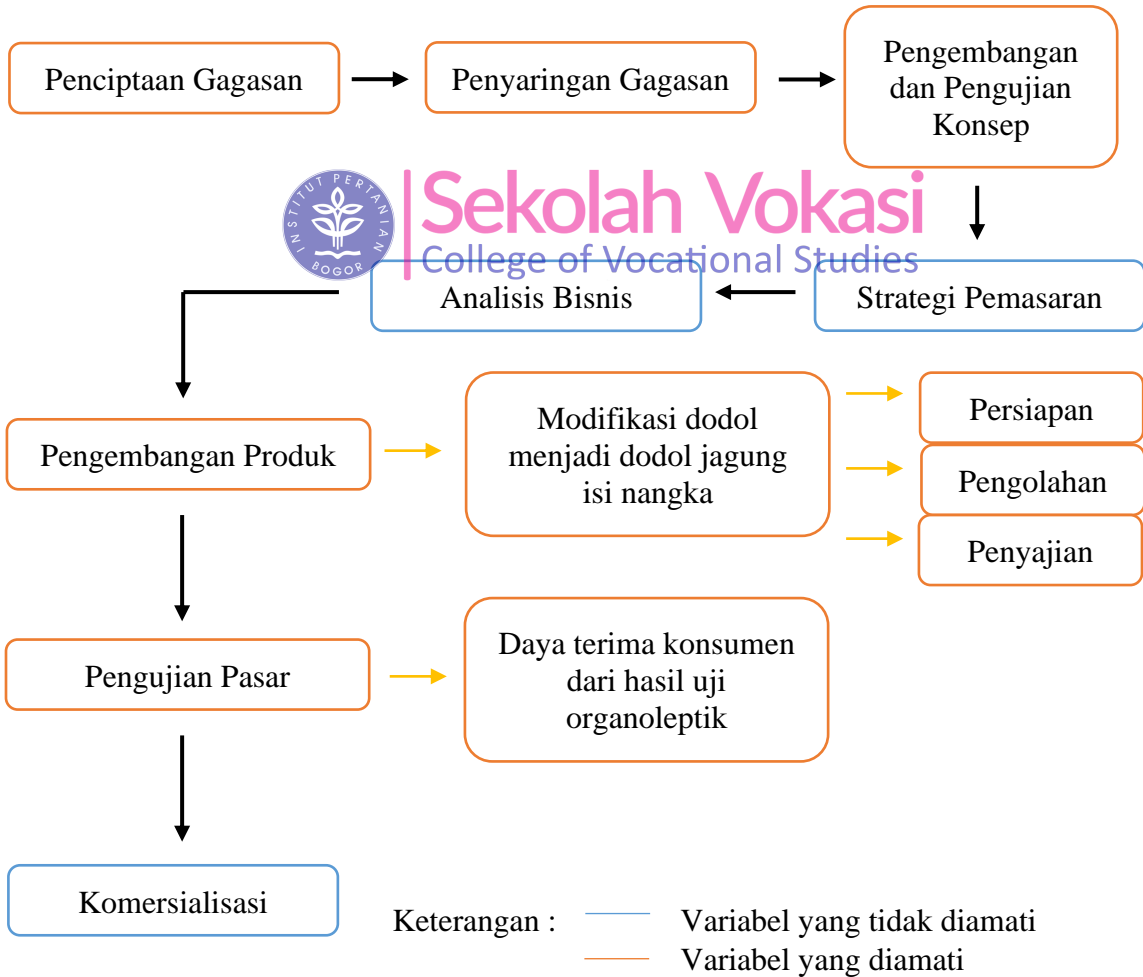 Penciptaan Gagasan
Penyaringan Gagasan
Pengembangan
dan Pengujian
Konsep
INSTITUT PERTANIAN
BOGOR
Sekolah Vokasi
College of Vocational Studies
Analisis Bisnis
Strategi Pemasaran
Pengembangan Produk
Modifikasi dodol
menjadi dodol jagung
isi nangka
Persiapan
Pengolahan
Penyajian
Pengujian Pasar
Daya terima konsumen
dari hasil uji
organoleptik
Komersialisasi
Keterangan : Variabel yang tidak diamati
Variabel yang diamati